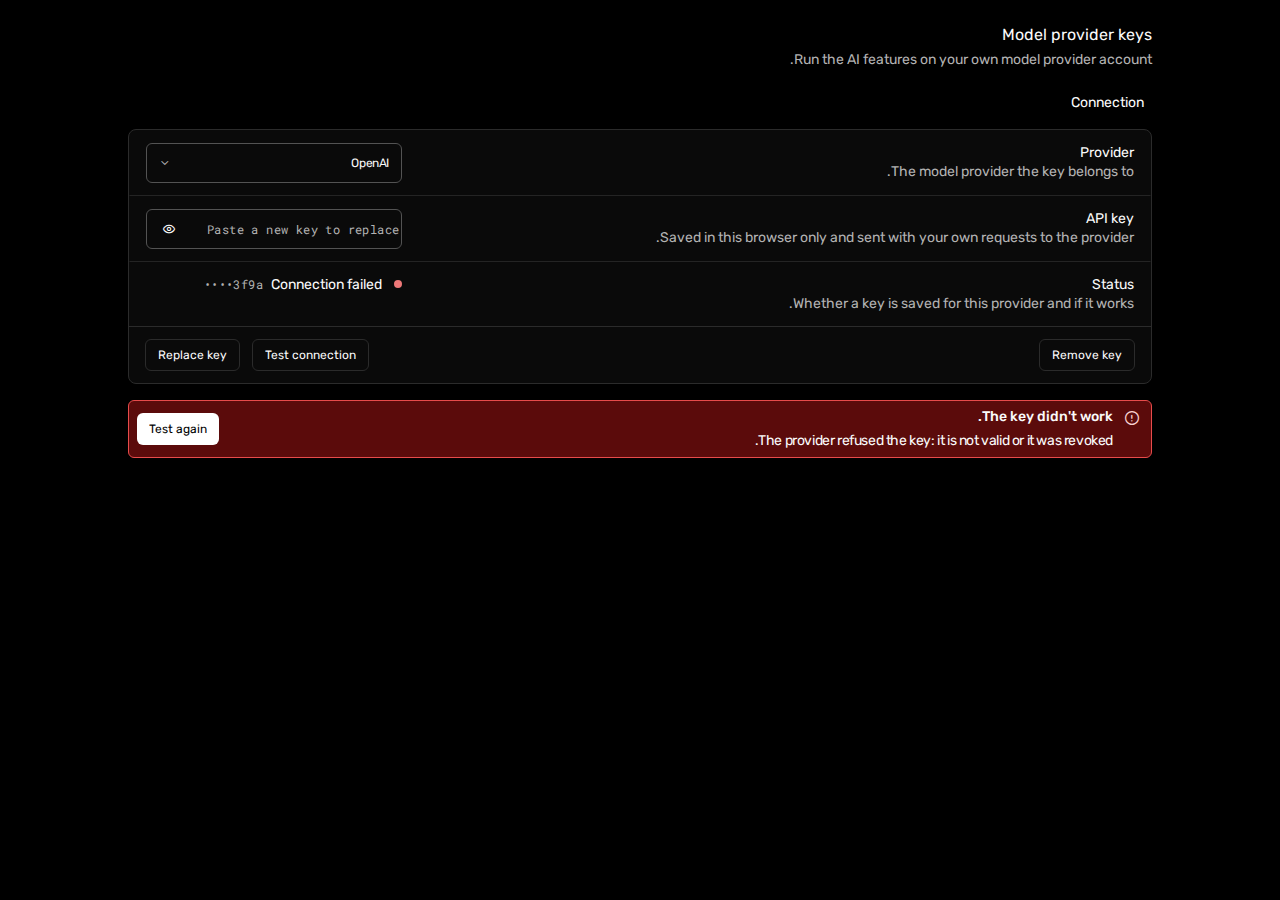 Model provider keys
.Run the AI features on your own model provider account
Connection
Provider
.The model provider the key belongs to
OpenAI
API key
.Saved in this browser only and sent with your own requests to the provider
Paste a new key to replace
Status
.Whether a key is saved for this provider and if it works
Connection failed ••••3f9a
Remove key
Test connection
Replace key
.The key didn't work
.The provider refused the key: it is not valid or it was revoked
Test again